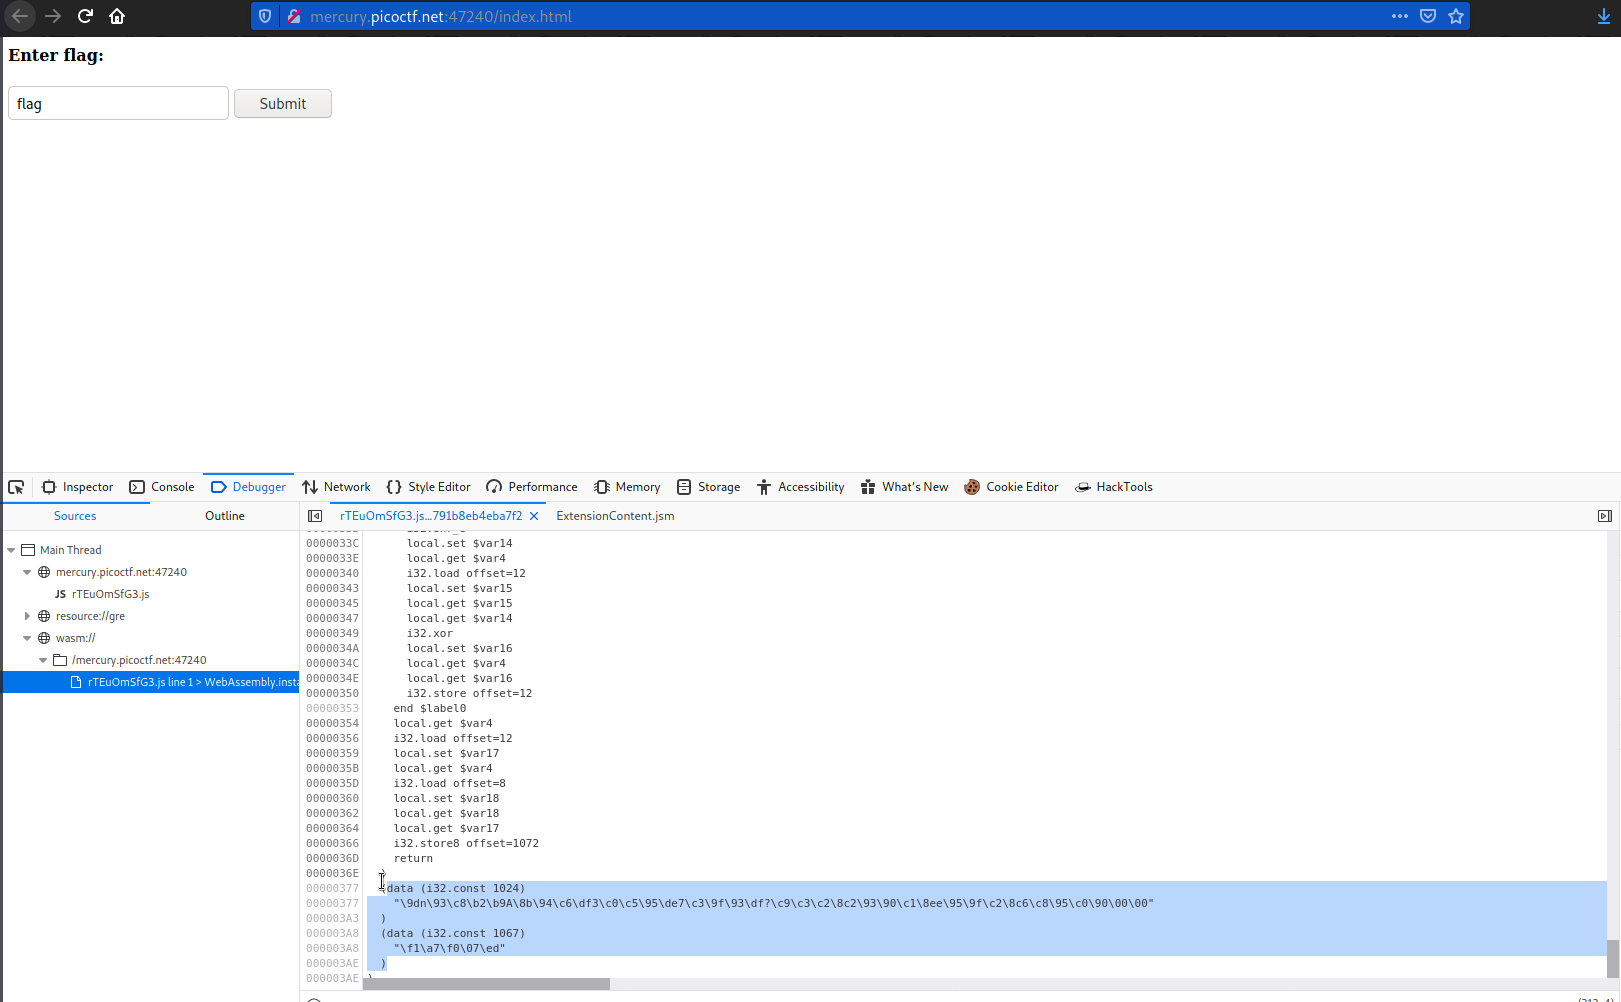 mercury.picoctf.net:47240/index.html
Enter flag:
flag
Submit
Inspector Console Debugger Network Style Editor Performance Memory Storage Accessibility What's New Cookie Editor HackTools
Sources Outline
rTEuOmSfG3.js…791b8eb4eba7f2 ExtensionContent.jsm
Main Thread
mercury.picoctf.net:47240
JS rTEuOmSfG3.js
resource://gre
wasm://
/mercury.picoctf.net:47240
rTEuOmSfG3.js line 1 > WebAssembly.insta
0000033C local.set $var14
0000033E local.get $var4
00000340 i32.load offset=12
00000343 local.set $var15
00000345 local.get $var15
00000347 local.get $var14
00000349 i32.xor
0000034A local.set $var16
0000034C local.get $var4
0000034E local.get $var16
00000350 i32.store offset=12
00000353 end $label0
00000354 local.get $var4
00000356 i32.load offset=12
00000359 local.set $var17
0000035B local.get $var4
0000035D i32.load offset=8
00000360 local.set $var18
00000362 local.get $var18
00000364 local.get $var17
00000366 i32.store8 offset=1072
0000036D return
0000036E )
00000377 (data (i32.const 1024)
00000377 "\9dn\93\c8\b2\b9A\8b\94\c6\df3\c0\c5\95\de7\c3\9f\93\df?\c9\c3\c2\8c2\93\90\c1\8ee\95\9f\c2\8c6\c8\95\c0\90\00\00"
000003A3 )
000003A8 (data (i32.const 1067)
000003A8 "\f1\a7\f0\07\ed"
000003AE )
000003AE )